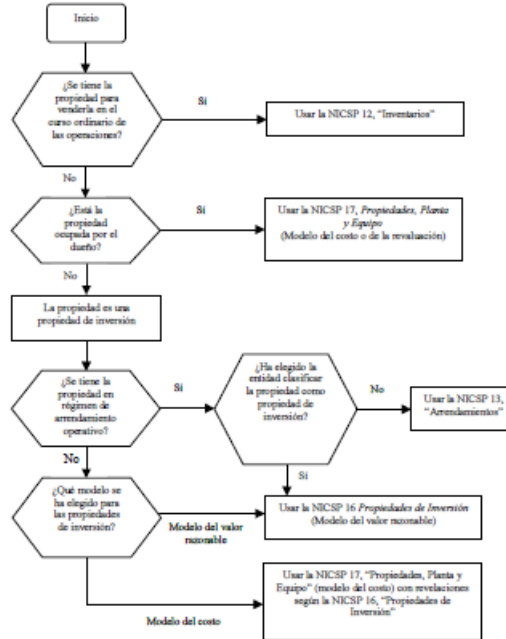 Inicio
¿Se tiene la
propiedad para
venderla en el
curso ordinario de
las operaciones?
Sí
Usar la NICSP 12, “Inventarios”
No
¿Está la
propiedad
ocupada por el
dueño?
Sí
Usar la NICSP 17, Propiedades, Planta
y Equipo
(Modelo del costo o de la revaluación)
No
La propiedad es una
propiedad de inversión
¿Se tiene la
propiedad en
régimen de
arrendamiento
operativo?
Sí
¿Ha elegido la
entidad clasificar
la propiedad como
propiedad de
inversión?
No
Usar la NICSP 13,
“Arrendamientos”
No
Sí
¿Qué modelo se
ha elegido para
las propiedades
de inversión?
Modelo del valor
razonable
Usar la NICSP 16 Propiedades de Inversión
(Modelo del valor razonable)
Modelo del costo
Usar la NICSP 17, “Propiedades, Planta y
Equipo” (modelo del costo) con revelaciones
según la NICSP 16, “Propiedades de
Inversión”